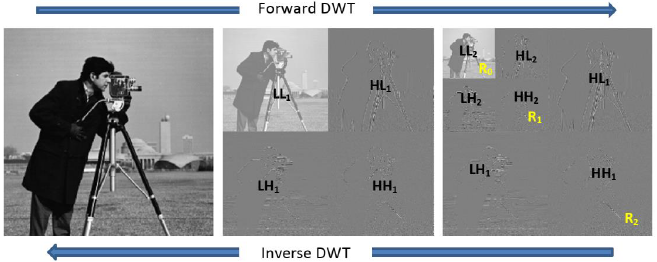 Forward DWT
LL₁
HL₁
LH₁
HH₁
LL₂
R₀
HL₂
LH₂
HH₂
R₁
HL₁
LH₁
HH₁
R₂
Inverse DWT